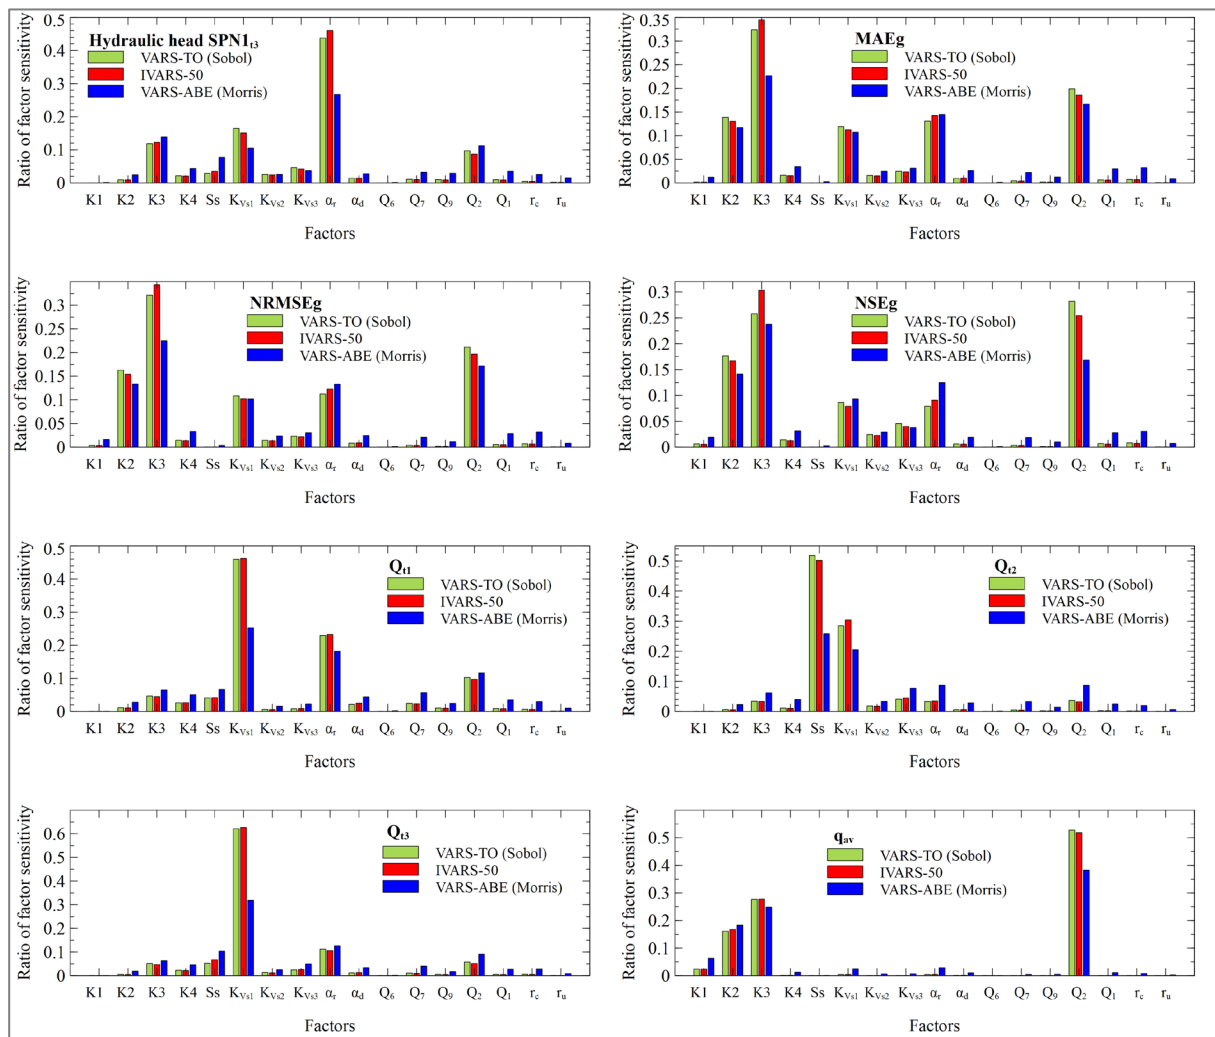 Ratio of factor sensitivity
0.5
0.4
0.3
0.2
0.1
0
Hydraulic head SPN1t3
VARS-TO (Sobol)
IVARS-50
VARS-ABE (Morris)
K1 K2 K3 K4 Ss KVs1 KVs2 KVs3 αr αd Q6 Q7 Q9 Q2 Q1 rc ru
Factors
Ratio of factor sensitivity
0.35
0.3
0.25
0.2
0.15
0.1
0.05
0
MAEg
VARS-TO (Sobol)
IVARS-50
VARS-ABE (Morris)
K1 K2 K3 K4 Ss KVs1 KVs2 KVs3 αr αd Q6 Q7 Q9 Q2 Q1 rc ru
Factors
Ratio of factor sensitivity
0.3
0.25
0.2
0.15
0.1
0.05
0
NRMSEg
VARS-TO (Sobol)
IVARS-50
VARS-ABE (Morris)
K1 K2 K3 K4 Ss KVs1 KVs2 KVs3 αr αd Q6 Q7 Q9 Q2 Q1 rc ru
Factors
Ratio of factor sensitivity
0.3
0.25
0.2
0.15
0.1
0.05
0
NSEg
VARS-TO (Sobol)
IVARS-50
VARS-ABE (Morris)
K1 K2 K3 K4 Ss KVs1 KVs2 KVs3 αr αd Q6 Q7 Q9 Q2 Q1 rc ru
Factors
Ratio of factor sensitivity
0.5
0.4
0.3
0.2
0.1
0
Qt1
VARS-TO (Sobol)
IVARS-50
VARS-ABE (Morris)
K1 K2 K3 K4 Ss KVs1 KVs2 KVs3 αr αd Q6 Q7 Q9 Q2 Q1 rc ru
Factors
Ratio of factor sensitivity
0.5
0.4
0.3
0.2
0.1
0
Qt2
VARS-TO (Sobol)
IVARS-50
VARS-ABE (Morris)
K1 K2 K3 K4 Ss KVs1 KVs2 KVs3 αr αd Q6 Q7 Q9 Q2 Q1 rc ru
Factors
Ratio of factor sensitivity
0.6
0.5
0.4
0.3
0.2
0.1
0
Qt3
VARS-TO (Sobol)
IVARS-50
VARS-ABE (Morris)
K1 K2 K3 K4 Ss KVs1 KVs2 KVs3 αr αd Q6 Q7 Q9 Q2 Q1 rc ru
Factors
Ratio of factor sensitivity
0.5
0.4
0.3
0.2
0.1
0
qav
VARS-TO (Sobol)
IVARS-50
VARS-ABE (Morris)
K1 K2 K3 K4 Ss KVs1 KVs2 KVs3 αr αd Q6 Q7 Q9 Q2 Q1 rc ru
Factors